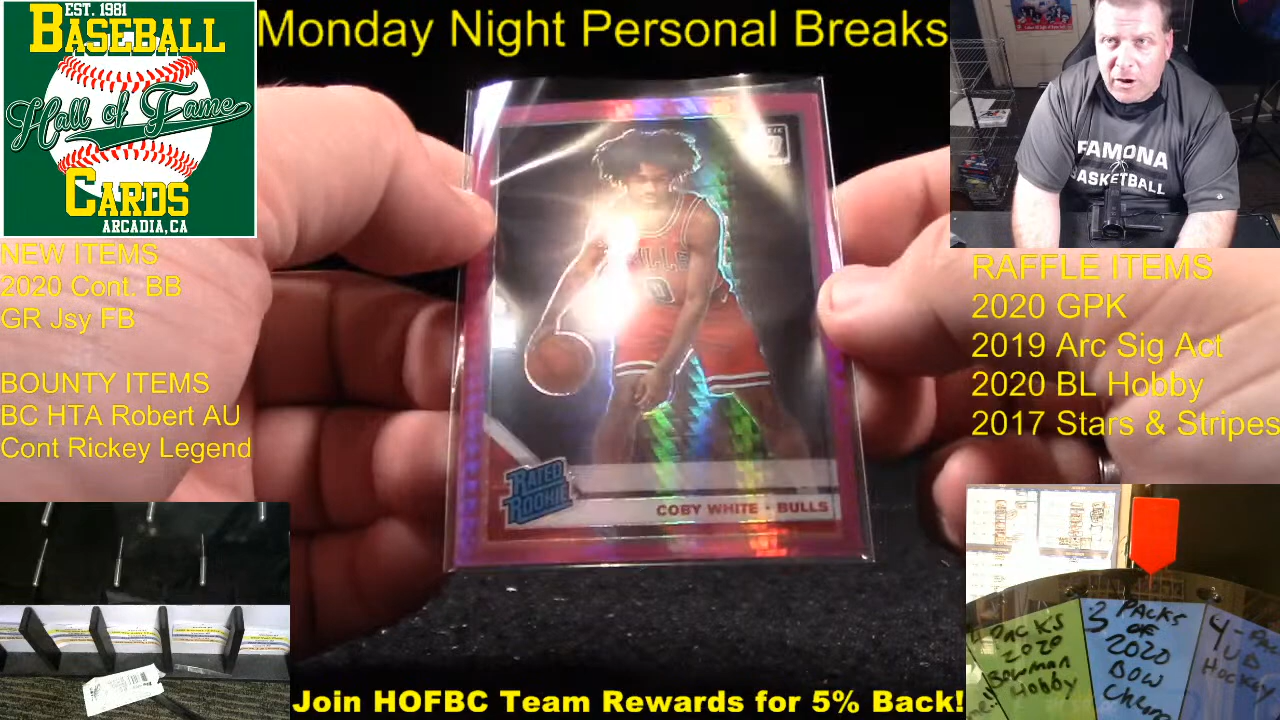 EST. 1981
BASEBALL
Hall of Fame
CARDS
ARCADIA, CA
Monday Night Personal Breaks
FAMONA
BASKETBALL
NEW ITEMS
2020 Cont. BB
GR Jsy FB
BOUNTY ITEMS
BC HTA Robert AU
Cont Rickey Legend
RAFFLE ITEMS
2020 GPK
2019 Arc Sig Act
2020 BL Hobby
2017 Stars & Stripes
RATED
ROOKIE
COBY WHITE - BULLS
PACKS
2020
Bowman
Hobby
3 PACKS
OF
2020
BOW
Chrome
4-PAC
UD
HOCKEY
Join HOFBC Team Rewards for 5% Back!